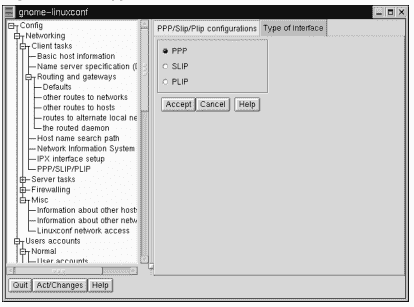 gnome-linuxconf
Config
Networking
Client tasks
Basic host information
Name server specification (D
Routing and gateways
Defaults
other routes to networks
other routes to hosts
routes to alternate local ne
the routed daemon
Host name search path
Network Information System
IPX interface setup
PPP/SLIP/PLIP
Server tasks
Firewalling
Misc
Information about other hosts
Information about other netw
Linuxconf network access
Users accounts
Normal
User accounts
PPP/Slip/Plip configurations
Type of interface
PPP
SLIP
PLIP
Accept Cancel Help
Quit Act/Changes Help